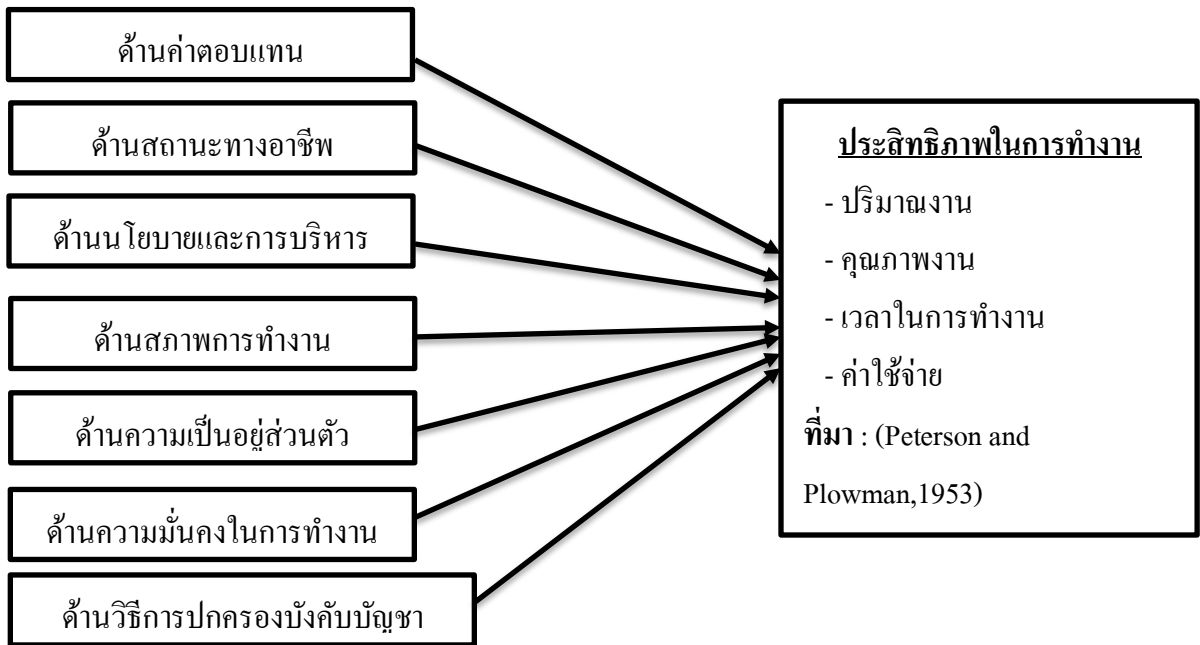 ด้านค่าตอบแทน
ด้านสถานะทางอาชีพ
ด้านนโยบายและการบริหาร
ด้านสภาพการทำงาน
ด้านความเป็นอยู่ส่วนตัว
ด้านความมั่นคงในการทำงาน
ด้านวิธีการปกครองบังคับบัญชา
ประสิทธิภาพในการทำงาน
- ปริมาณงาน
- คุณภาพงาน
- เวลาในการทำงาน
- ค่าใช้จ่าย
ที่มา : (Peterson and
Plowman,1953)